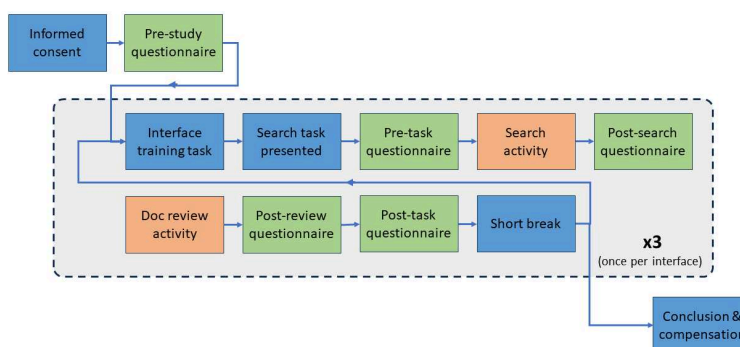 Informed
consent
Pre-study
questionnaire
Interface
training task
Search task
presented
Pre-task
questionnaire
Search
activity
Post-search
questionnaire
Doc review
activity
Post-review
questionnaire
Post-task
questionnaire
Short break
x3
(once per interface)
Conclusion &
compensation